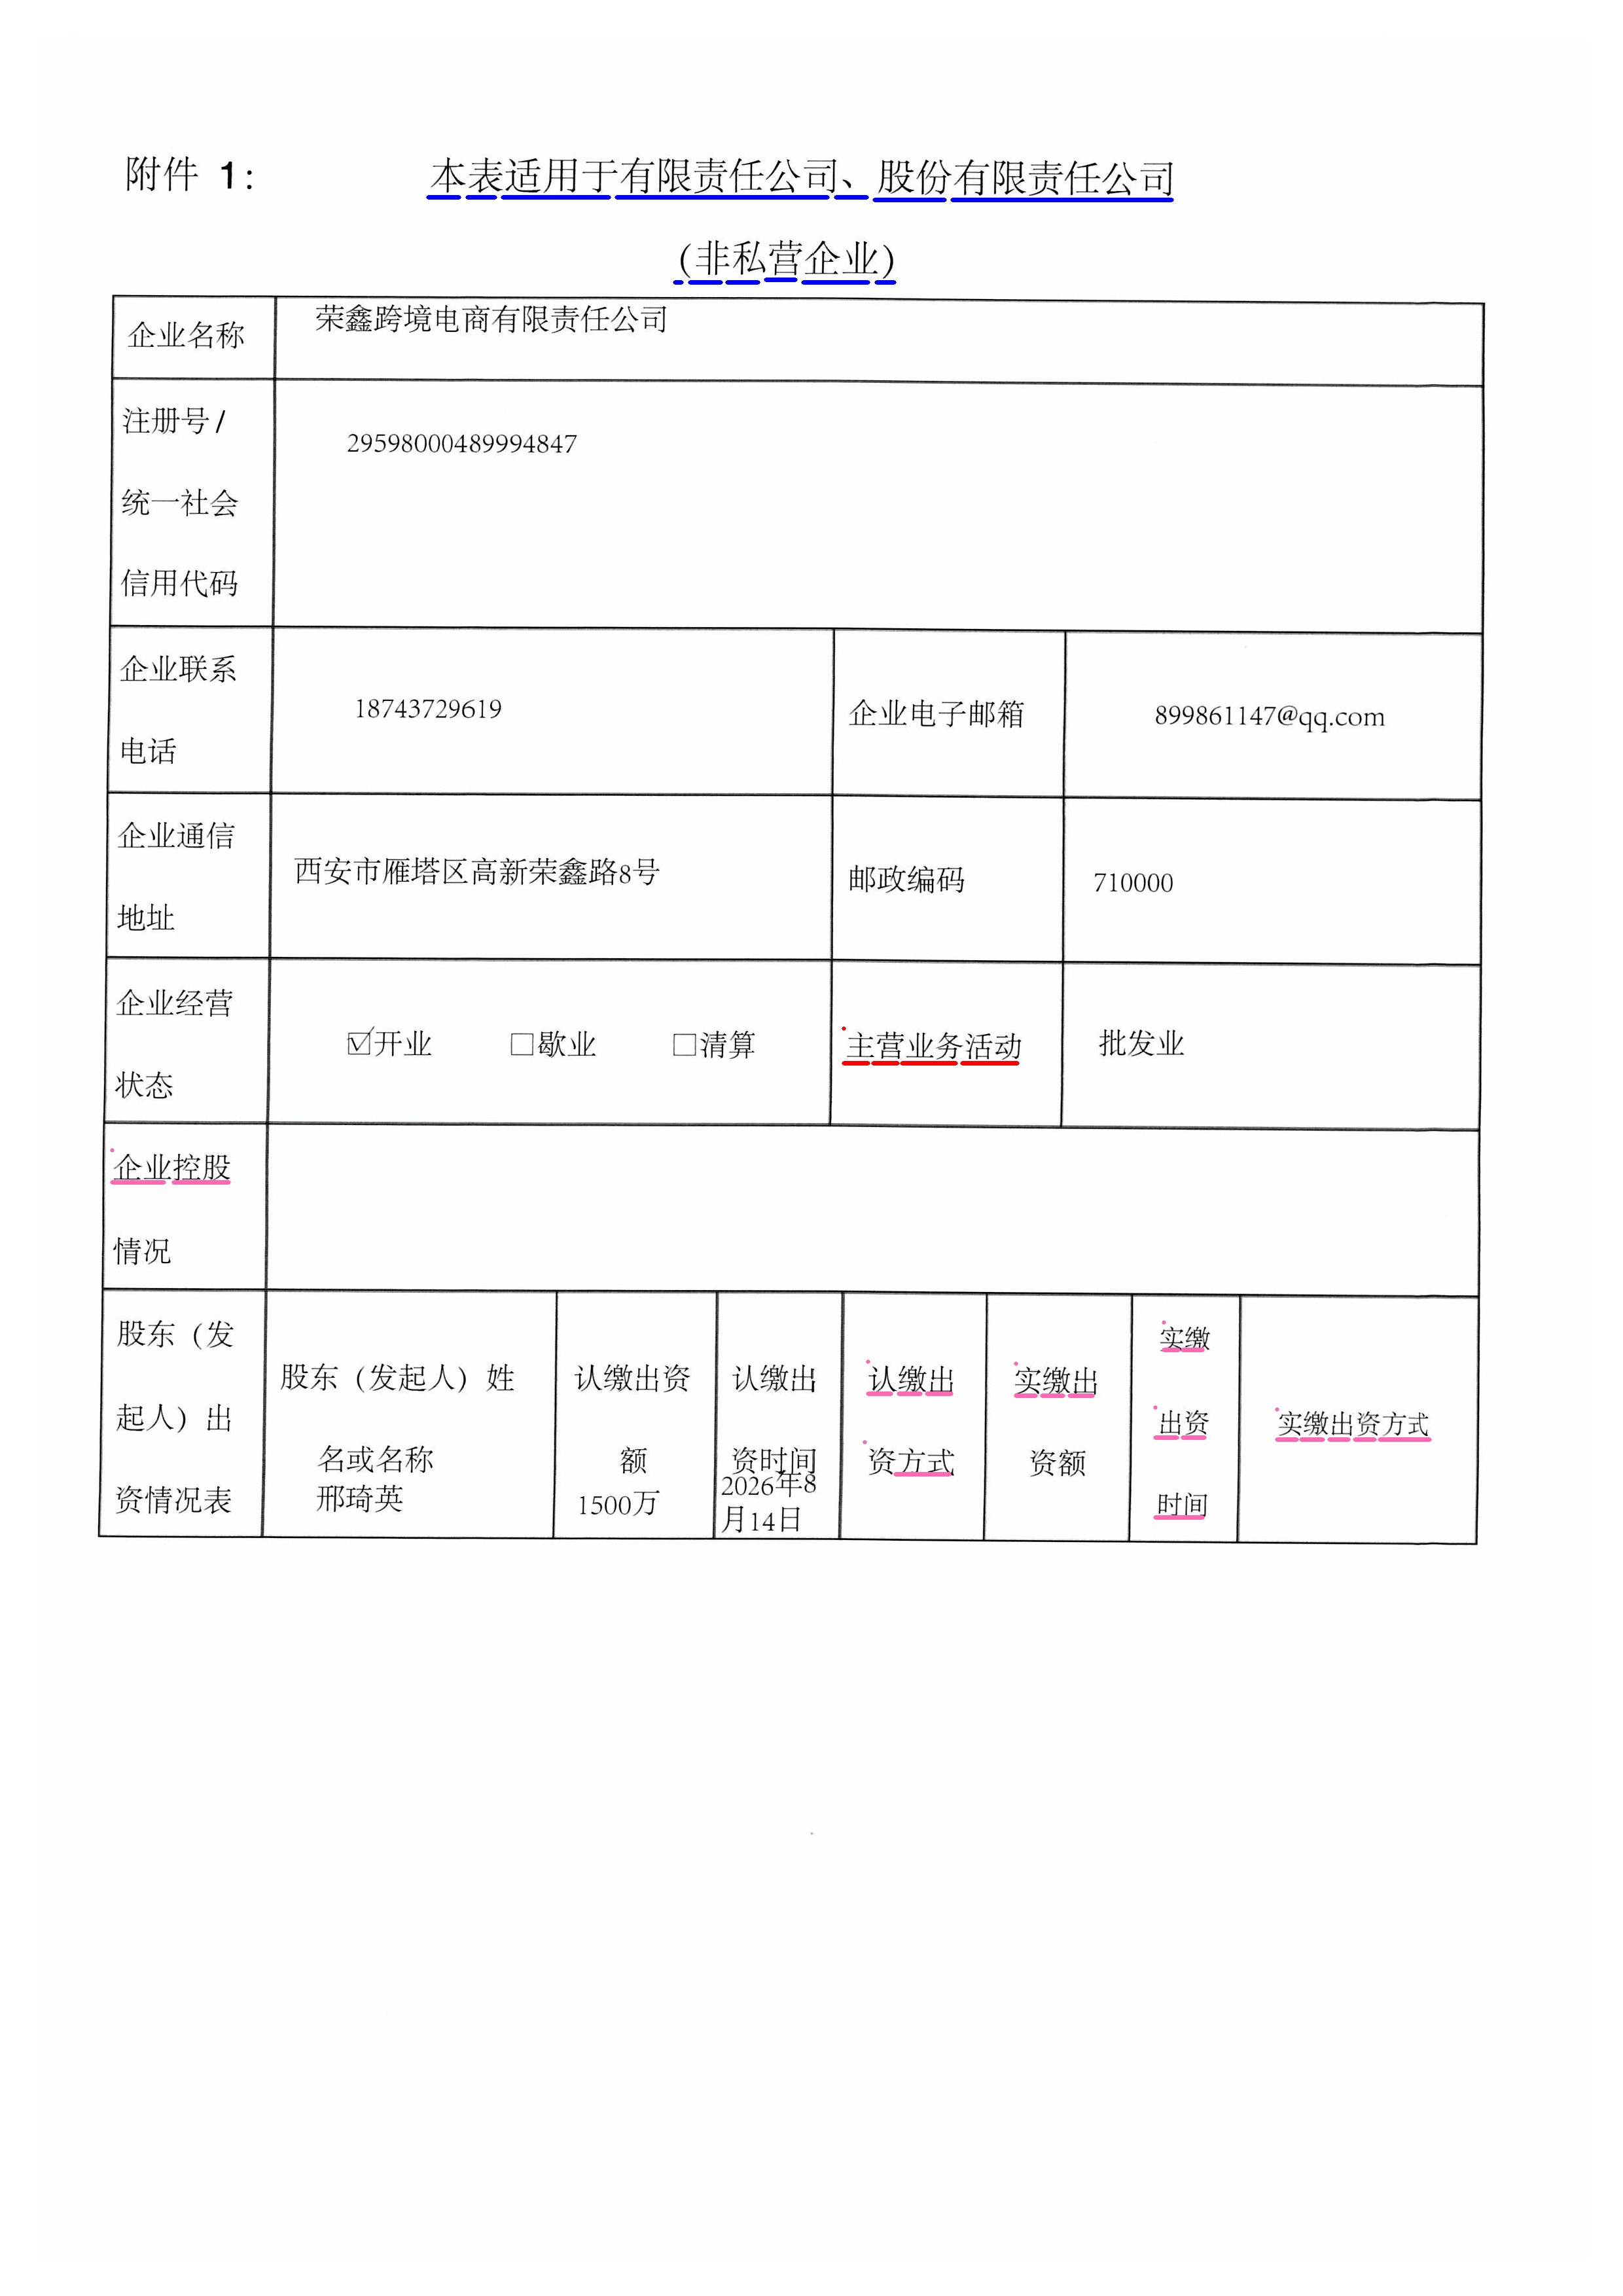 附件 1：
本表适用于有限责任公司、股份有限责任公司
(非私营企业)
企业名称
荣鑫跨境电商有限责任公司
注册号/
统一社会
信用代码
29598000489994847
企业联系
电话
18743729619
企业电子邮箱
899861147@qq.com
企业通信
地址
西安市雁塔区高新荣鑫路8号
邮政编码
710000
企业经营
状态
☑开业 □歇业 □清算
主营业务活动
批发业
企业控股
情况
股东（发
起人）出
资情况表
股东（发起人）姓
名或名称
邢琦英
认缴出资
额
1500万
认缴出
资时间
2026年8
月14日
认缴出
资方式
实缴出
资额
实缴
出资
时间
实缴出资方式